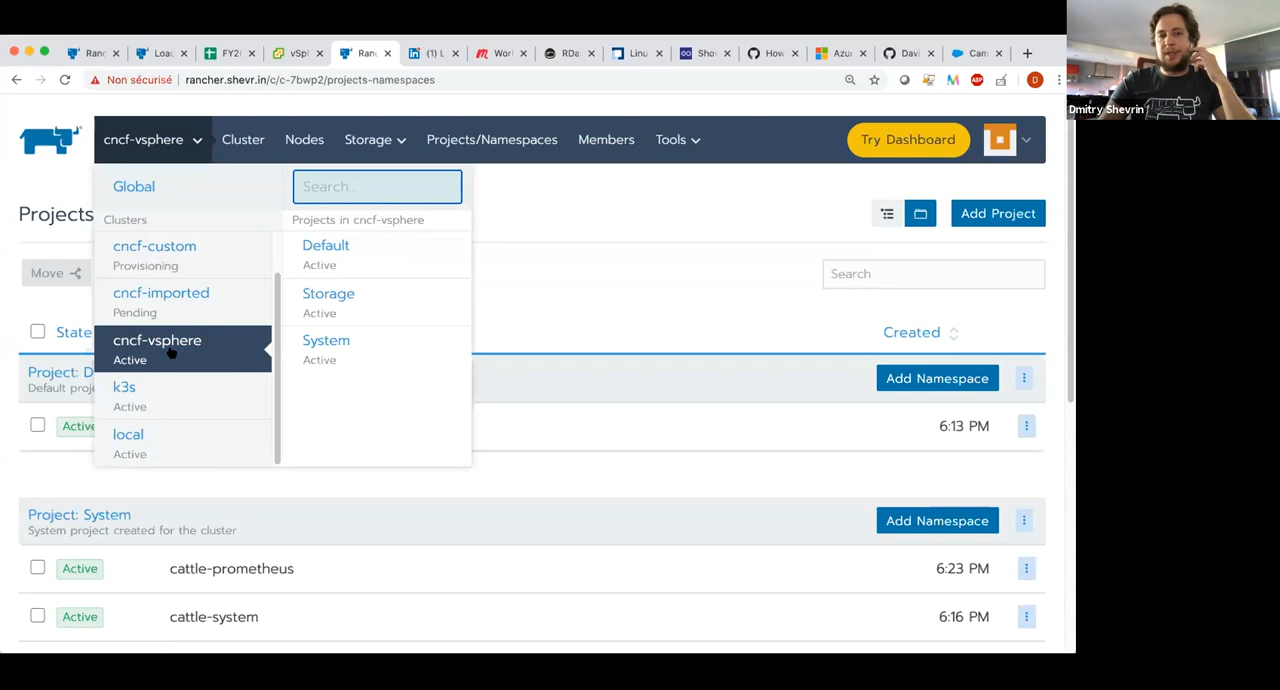 Ranc
Loac
FY2
vSpl
Ranc
(1) L
Worl
RDa.
Linu
Shov
How
Azur
Davi
Cam
Non sécurisé
rancher.shevr.in/c/c-7bwp2/projects-namespaces
D
Dmitry Shevrin
cncf-vsphere
Cluster
Nodes
Storage
Projects/Namespaces
Members
Tools
Try Dashboard
Global
Search...
Projects
Clusters
Projects in cncf-vsphere
Add Project
cncf-custom
Provisioning
Default
Active
Move
Search
cncf-imported
Pending
Storage
Active
State
Created
cncf-vsphere
Active
System
Active
Project: D
Default proje
Add Namespace
k3s
Active
Active
6:13 PM
local
Active
Project: System
System project created for the cluster
Add Namespace
Active
cattle-prometheus
6:23 PM
Active
cattle-system
6:16 PM